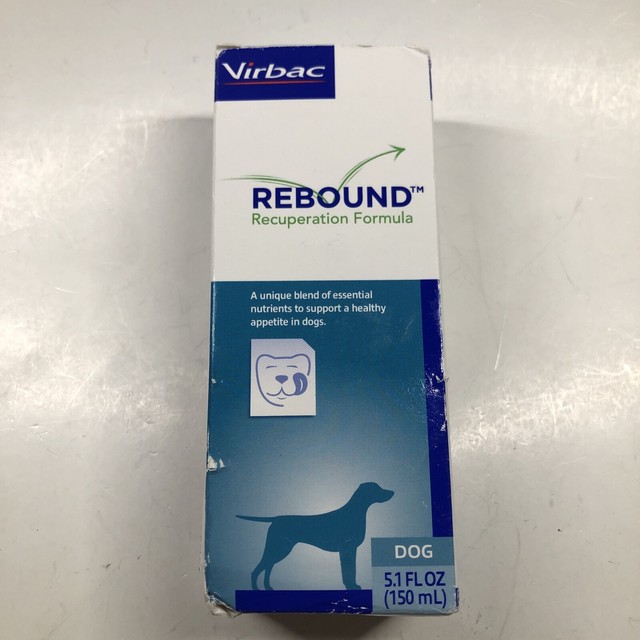 Virbac
REBOUND™
Recuperation Formula
A unique blend of essential
nutrients to support a healthy
appetite in dogs.
DOG
5.1 FL OZ
(150 mL)